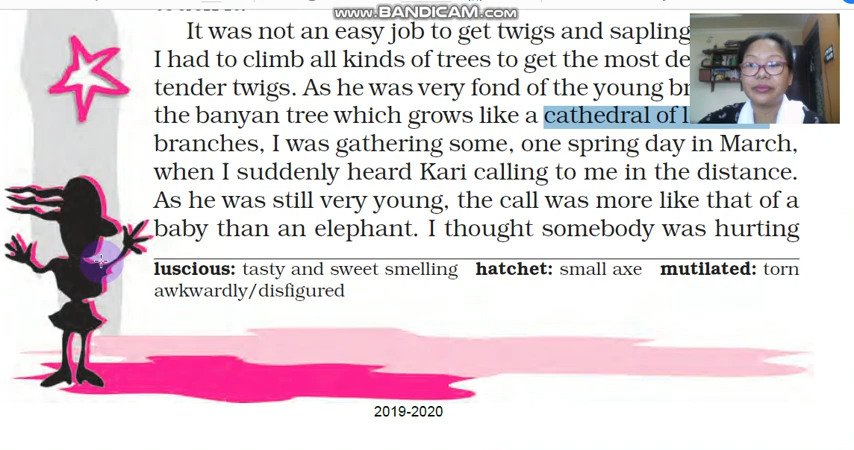 www.BANDICAM.com
It was not an easy job to get twigs and sapling
I had to climb all kinds of trees to get the most
tender twigs. As he was very fond of the young
the banyan tree which grows like a cathedral of
branches, I was gathering some, one spring day in March,
when I suddenly heard Kari calling to me in the distance.
As he was still very young, the call was more like that of a
baby than an elephant. I thought somebody was hurting
luscious: tasty and sweet smelling hatchet: small axe mutilated: torn
awkwardly/disfigured
2019-2020